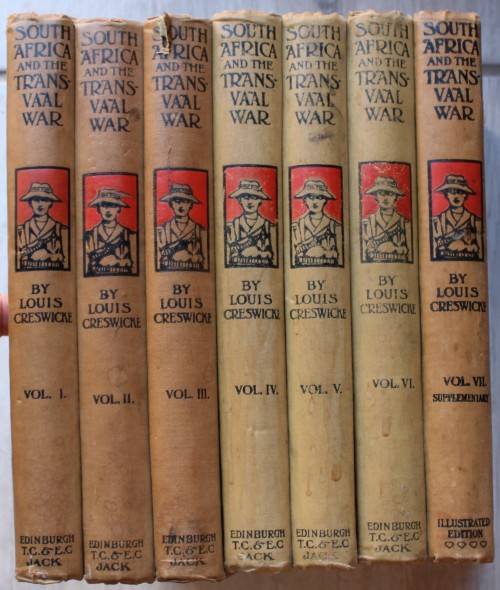 SOUTH
AFRICA
AND THE
TRANS-
VAAL
WAR
BY
LOUIS
CRESWICKE
VOL. I.
EDINBURGH
T.C. & E.C
JACK
SOUTH
AFRICA
AND THE
TRANS-
VAAL
WAR
BY
LOUIS
CRESWICKE
VOL. II.
EDINBURGH
T.C. & E.C
JACK
SOUTH
AFRICA
AND THE
TRANS-
VAAL
WAR
BY
LOUIS
CRESWICKE
VOL. III.
EDINBURGH
T.C. & E.C
JACK
SOUTH
AFRICA
AND THE
TRANS-
VAAL
WAR
BY
LOUIS
CRESWICKE
VOL. IV.
EDINBURGH
T.C. & E.C
JACK
SOUTH
AFRICA
AND THE
TRANS-
VAAL
WAR
BY
LOUIS
CRESWICKE
VOL. V.
EDINBURGH
T.C. & E.C
JACK
SOUTH
AFRICA
AND THE
TRANS-
VAAL
WAR
BY
LOUIS
CRESWICKE
VOL. VI.
EDINBURGH
T.C. & E.C
JACK
SOUTH
AFRICA
AND THE
TRANS-
VAAL
WAR
BY
LOUIS
CRESWICKE
VOL. VII.
SUPPLEMENTARY
ILLUSTRATED
EDITION